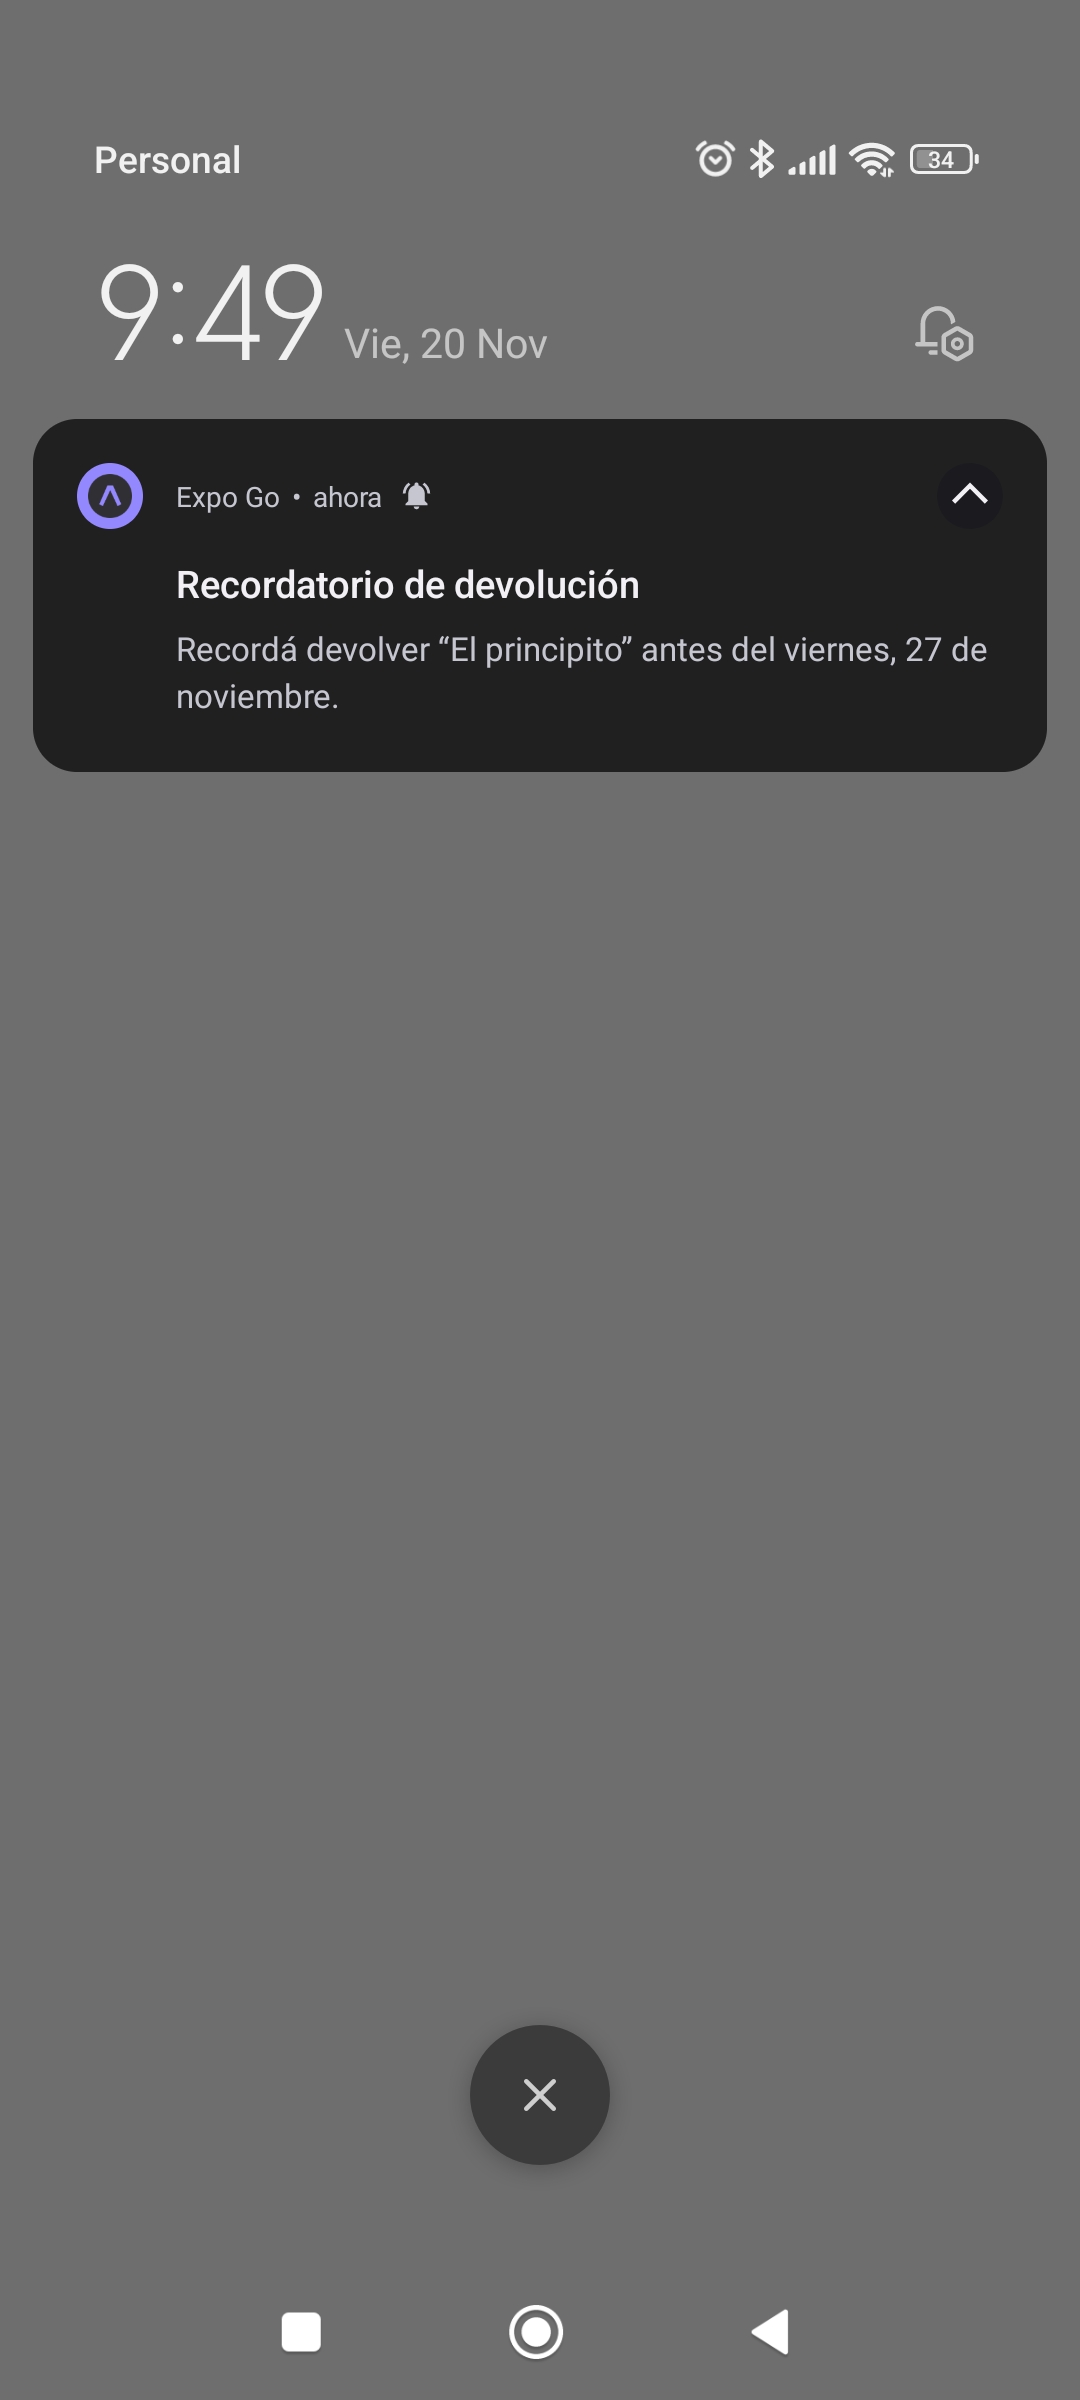 Personal
34
9:49 Vie, 20 Nov
Expo Go • ahora
Recordatorio de devolución
Recordá devolver “El principito” antes del viernes, 27 de
noviembre.